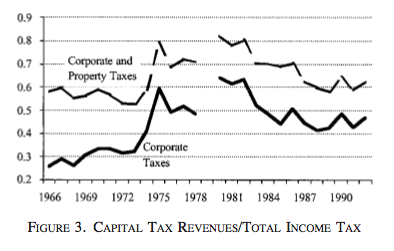 0.9
0.8
0.7
0.6
0.5
0.4
0.3
0.2
Corporate and
Property Taxes
Corporate
Taxes
1966 1969 1972 1975 1978 1981 1984 1987 1990
FIGURE 3. CAPITAL TAX REVENUES/TOTAL INCOME TAX